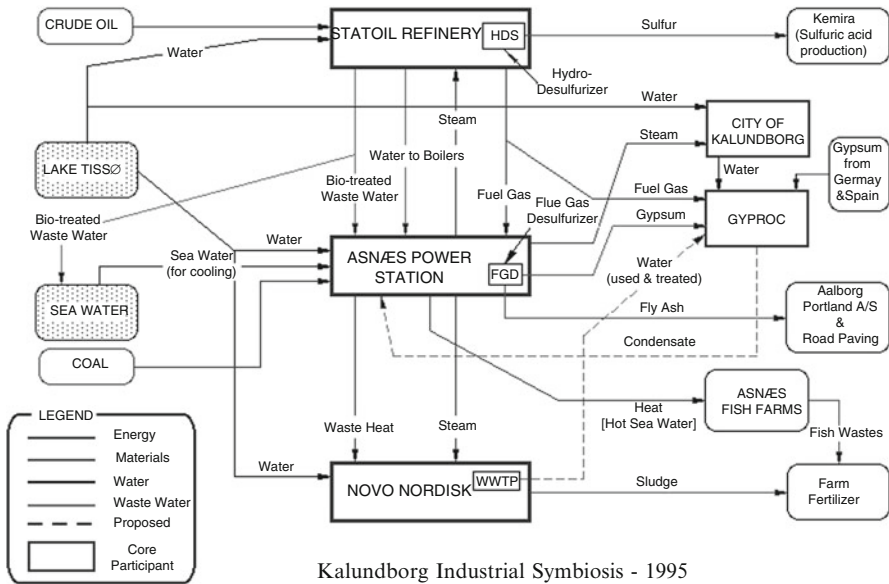 CRUDE OIL
STATOIL REFINERY
HDS
Sulfur
Kemira
(Sulfuric acid
production)
Water
Hydro-
Desulfurizer
Water
Steam
CITY OF
KALUNDBORG
Steam
LAKE TISSØ
Water to Boilers
Water
Gypsum
from
Germay
&Spain
Bio-treated
Waste Water
Bio-treated
Waste Water
Fuel Gas
Flue Gas
Desulfurizer
Fuel Gas
Gypsum
GYPROC
Sea Water
(for cooling)
Water
ASNÆS POWER
STATION
FGD
Water
(used & treated)
SEA WATER
Fly Ash
Aalborg
Portland A/S
&
Road Paving
Condensate
COAL
ASNÆS
FISH FARMS
LEGEND
Energy
Materials
Water
Waste Water
Proposed
Core
Participant
Waste Heat
Steam
Heat
[Hot Sea Water]
Fish Wastes
Water
NOVO NORDISK
WWTP
Sludge
Farm
Fertilizer
Kalundborg Industrial Symbiosis - 1995